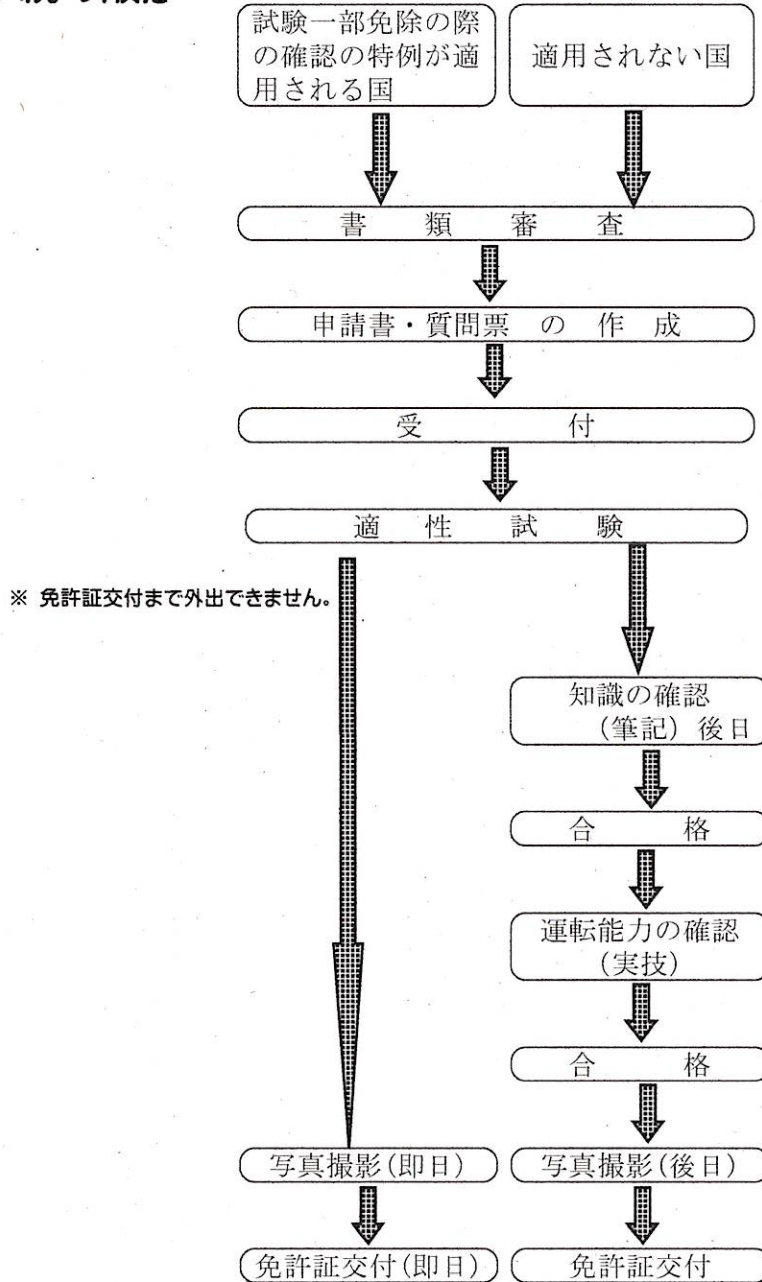 試験一部免除の際
の確認の特例が適
用される国
適用されない国
書類審査
申請書・質問票の作成
受付
適性試験
※ 免許証交付まで外出できません。
知識の確認
(筆記) 後日
合格
運転能力の確認
(実技)
合格
写真撮影(即日)
写真撮影(後日)
免許証交付(即日)
免許証交付